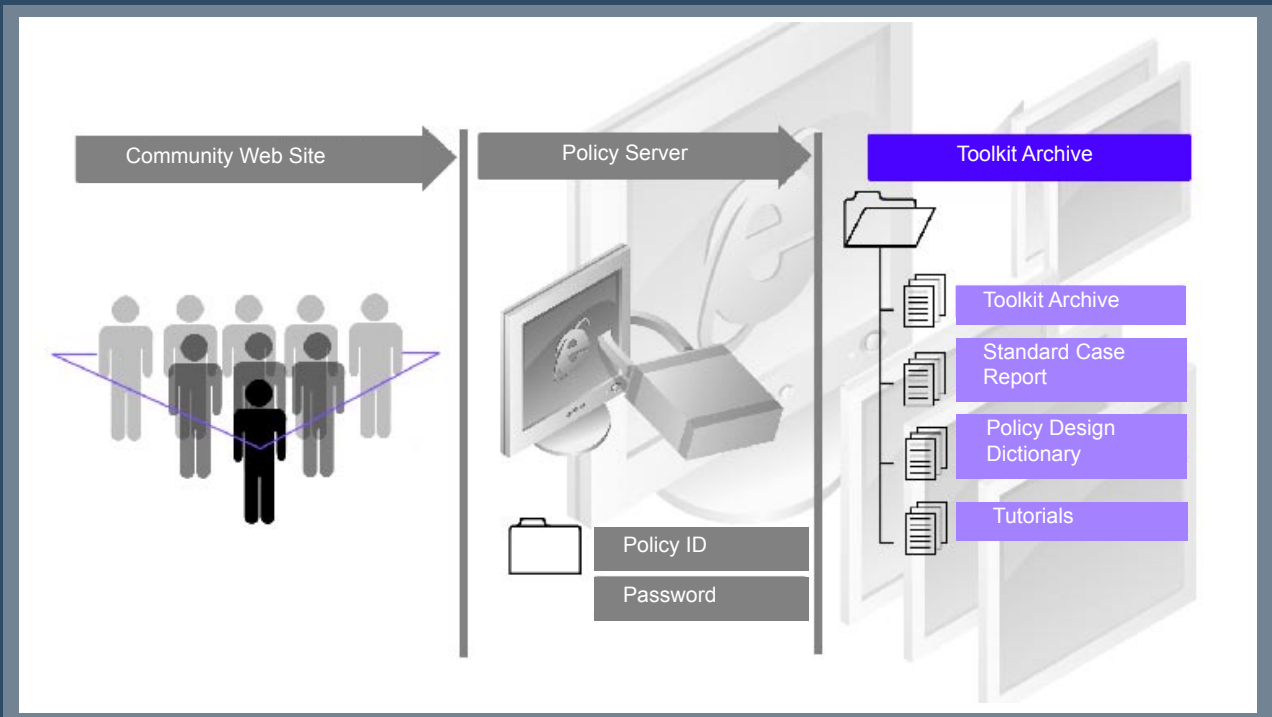 Community Web Site
Policy Server
Toolkit Archive
Toolkit Archive
Standard Case
Report
Policy Design
Dictionary
Tutorials
Policy ID
Password